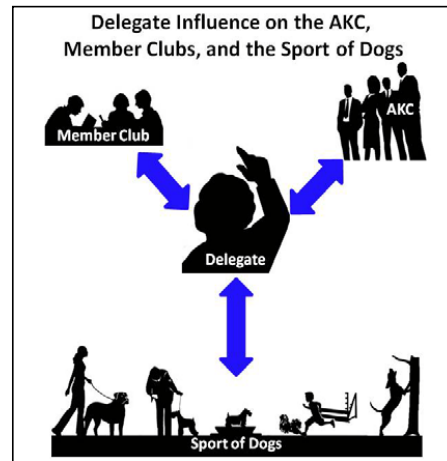 Delegate Influence on the AKC,
Member Clubs, and the Sport of Dogs
Member Club
AKC
Delegate
Sport of Dogs